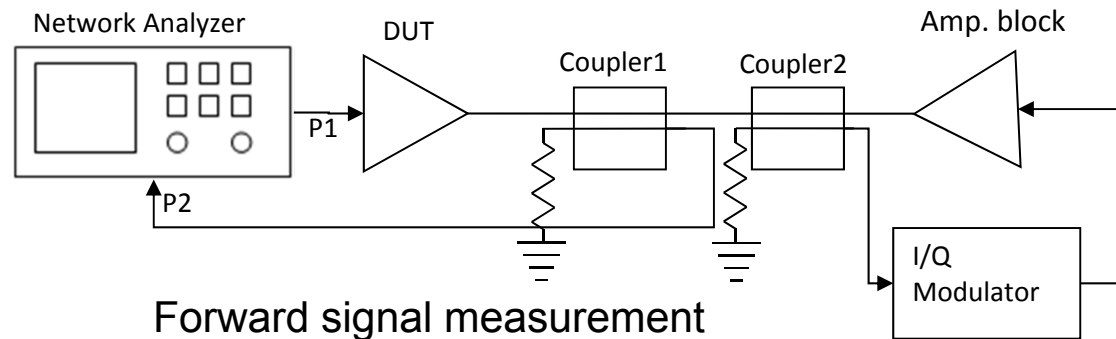 Network Analyzer
DUT
Amp. block
Coupler1
Coupler2
P1
P2
I/Q
Modulator
Forward signal measurement